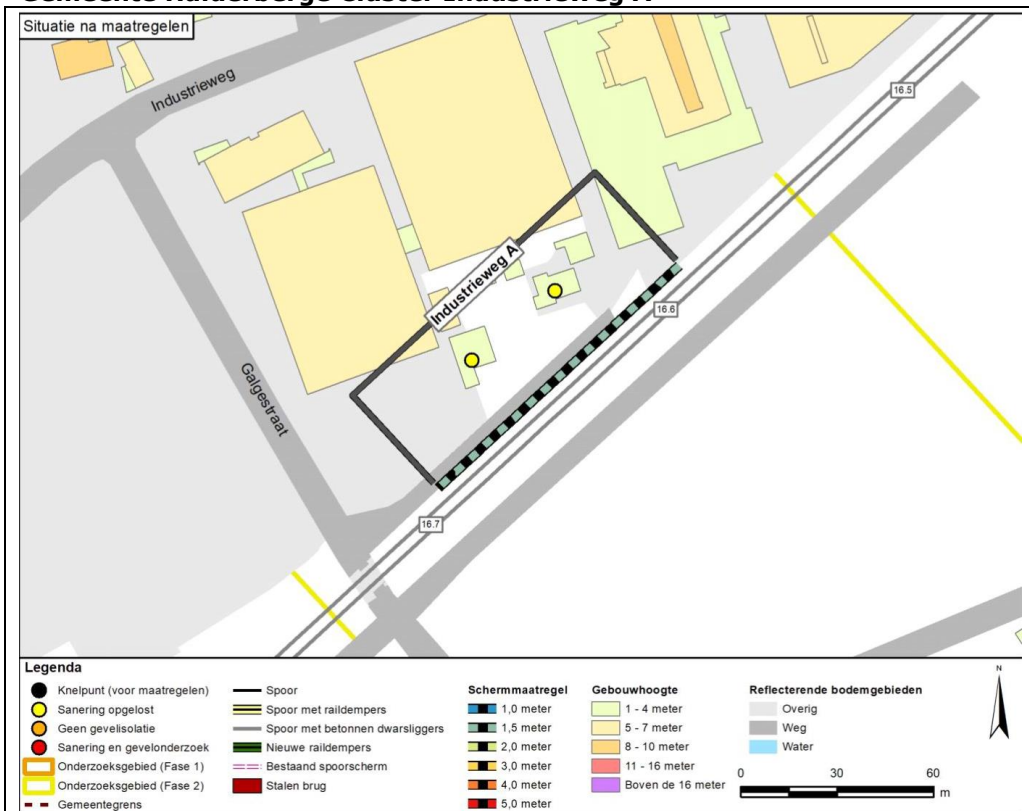 Gemeente Halderberge Cluster Industrieweg A
Situatie na maatregelen
Industrieweg
16.5
Industrieweg A
16.6
Galgestraat
16.7
Legenda
Knelpunt (voor maatregelen)
Sanering opgelost
Geen gevelisolatie
Sanering en gevelonderzoek
Onderzoeksgebied (Fase 1)
Onderzoeksgebied (Fase 2)
Gemeentegrens
Spoor
Spoor met raildempers
Spoor met betonnen dwarsliggers
Nieuwe raildempers
Bestaand spoorscherm
Stalen brug
Schermmaatregel
1,0 meter
1,5 meter
2,0 meter
3,0 meter
4,0 meter
5,0 meter
Gebouwhoogte
1 - 4 meter
5 - 7 meter
8 - 10 meter
11 - 16 meter
Boven de 16 meter
Reflecterende bodemgebieden
Overig
Weg
Water
N
0 30 60
m